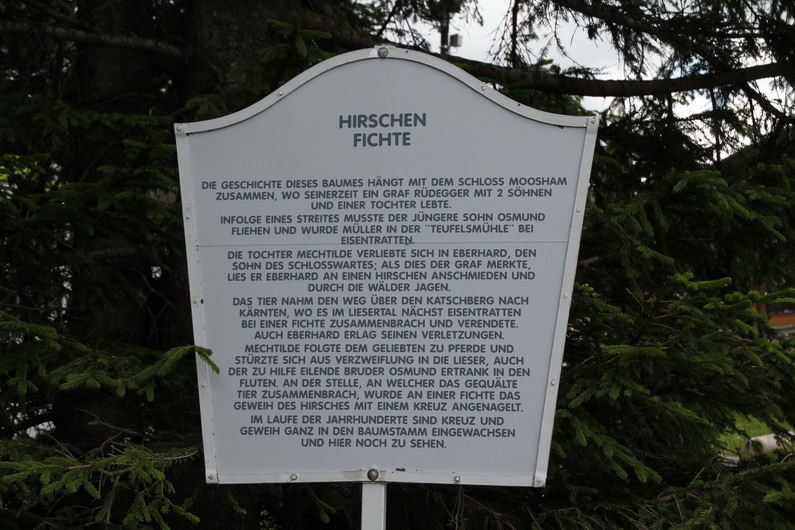 HIRSCHEN
FICHTE
DIE GESCHICHTE DIESES BAUMES HÄNGT MIT DEM SCHLOSS MOOSHAM
ZUSAMMEN, WO SEINERZEIT EIN GRAF RÜDEGGER MIT 2 SÖHNEN
UND EINER TOCHTER LEBTE.
INFOLGE EINES STREITES MUSSTE DER JÜNGERE SOHN OSMUND
FLIEHEN UND WURDE MÜLLER IN DER "TEUFELSMÜHLE" BEI
EISENTRATTEN.
DIE TOCHTER MECHTILDE VERLIEBTE SICH IN EBERHARD, DEN
SOHN DES SCHLOSSWARTES; ALS DIES DER GRAF MERKTE,
LIES ER EBERHARD AN EINEN HIRSCHEN ANSCHMIEDEN UND
DURCH DIE WÄLDER JAGEN.
DAS TIER NAHM DEN WEG ÜBER DEN KATSCHBERG NACH
KÄRNTEN, WO ES IM LIESERTAL NÄCHST EISENTRATTEN
BEI EINER FICHTE ZUSAMMENBRACH UND VERENDETE.
AUCH EBERHARD ERLAG SEINEN VERLETZUNGEN.
MECHTILDE FOLGTE DEM GELIEBTEN ZU PFERDE UND
STÜRZTE SICH AUS VERZWEIFLUNG IN DIE LIESER, AUCH
DER ZU HILFE EILENDE BRUDER OSMUND ERTRANK IN DEN
FLUTEN. AN DER STELLE, AN WELCHER DAS GEQUÄLTE
TIER ZUSAMMENBRACH, WURDE AN EINER FICHTE DAS
GEWEIH DES HIRSCHES MIT EINEM KREUZ ANGENAGELT.
IM LAUFE DER JAHRHUNDERTE SIND KREUZ UND
GEWEIH GANZ IN DEN BAUMSTAMM EINGEWACHSEN
UND HIER NOCH ZU SEHEN.